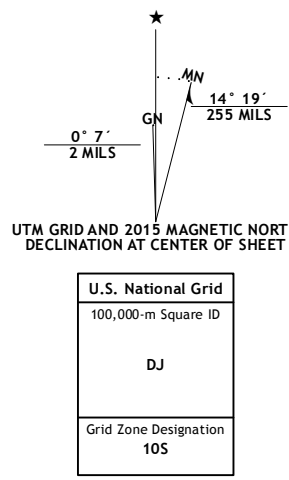 ★
MN
14° 19´
255 MILS
GN
0° 7´
2 MILS
UTM GRID AND 2015 MAGNETIC NORT
DECLINATION AT CENTER OF SHEET
U.S. National Grid
100,000-m Square ID
DJ
Grid Zone Designation
10S